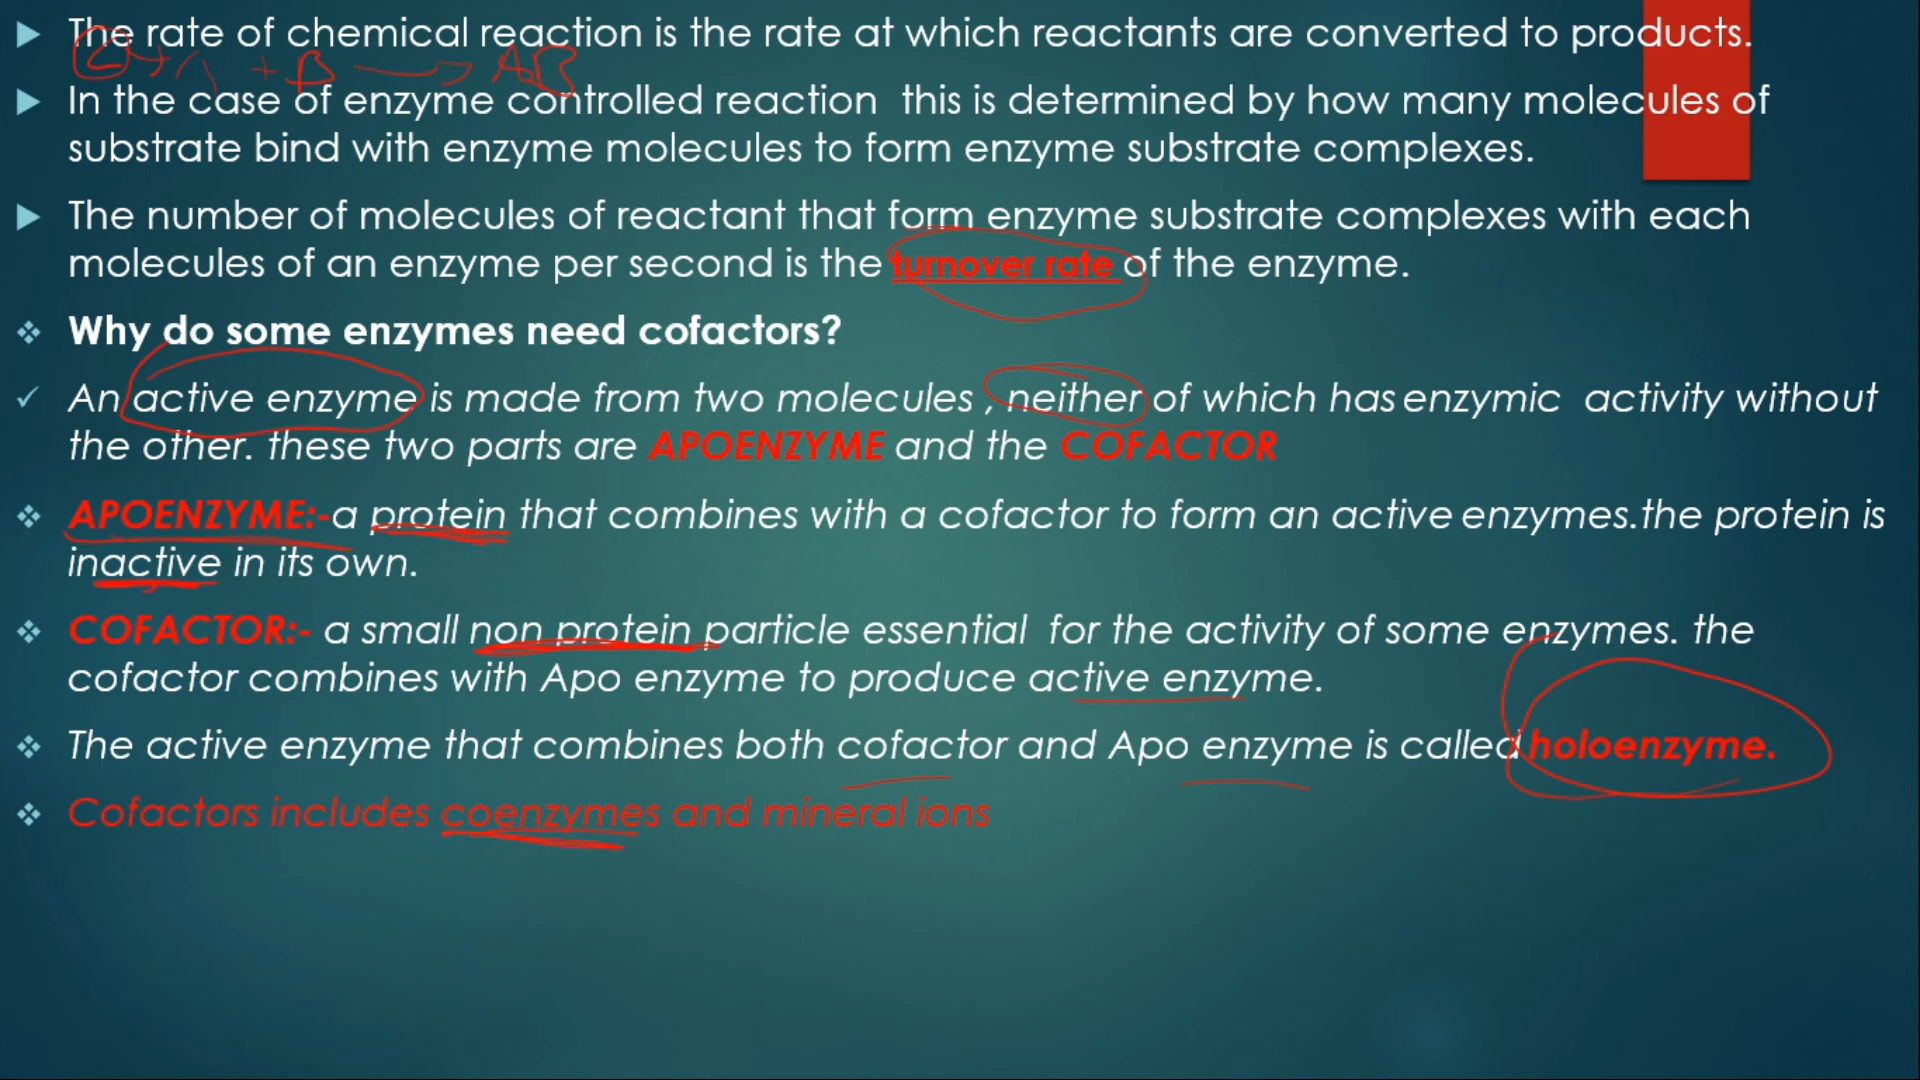 The rate of chemical reaction is the rate at which reactants are converted to products.
+ B → AB
In the case of enzyme controlled reaction this is determined by how many molecules of
substrate bind with enzyme molecules to form enzyme substrate complexes.
The number of molecules of reactant that form enzyme substrate complexes with each
molecules of an enzyme per second is the turnover rate of the enzyme.
Why do some enzymes need cofactors?
An active enzyme is made from two molecules , neither of which has enzymic activity without
the other. these two parts are APOENZYME and the COFACTOR
APOENZYME:-a protein that combines with a cofactor to form an active enzymes.the protein is
inactive in its own.
COFACTOR:- a small non protein particle essential for the activity of some enzymes. the
cofactor combines with Apo enzyme to produce active enzyme.
The active enzyme that combines both cofactor and Apo enzyme is called holoenzyme.
Cofactors includes coenzymes and mineral ions